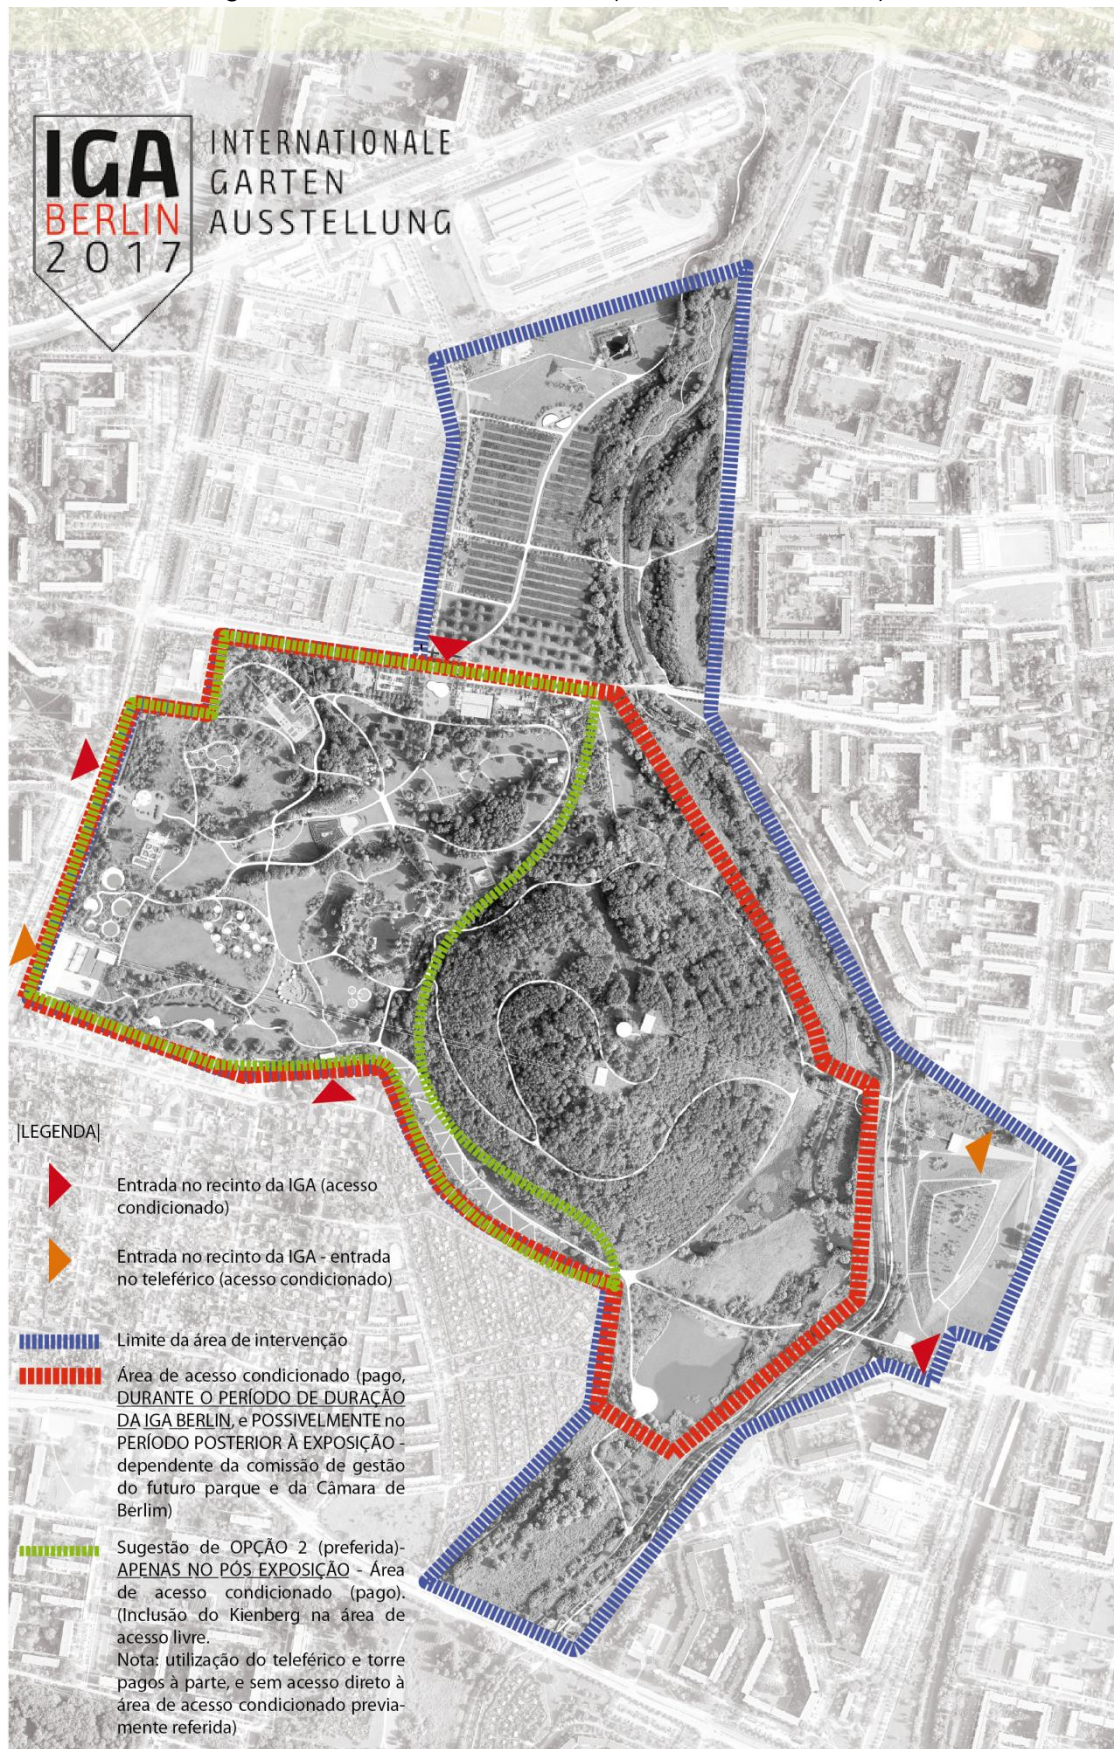 IGA
BERLIN
2017
INTERNATIONALE
GARTEN
AUSSTELLUNG
|LEGENDA|
Entrada no recinto da IGA (acesso
condicionado)
Entrada no recinto da IGA - entrada
no teleférico (acesso condicionado)
Limite da área de intervenção
Área de acesso condicionado (pago,
DURANTE O PERÍODO DE DURAÇÃO
DA IGA BERLIN, e POSSIVELMENTE no
PERÍODO POSTERIOR À EXPOSIÇÃO -
dependente da comissão de gestão
do futuro parque e da Câmara de
Berlim)
Sugestão de OPÇÃO 2 (preferida)-
APENAS NO PÓS EXPOSIÇÃO - Área
de acesso condicionado (pago).
(Inclusão do Kienberg na área de
acesso livre.
Nota: utilização do teleférico e torre
pagos à parte, e sem acesso direto à
área de acesso condicionado previa-
mente referida)